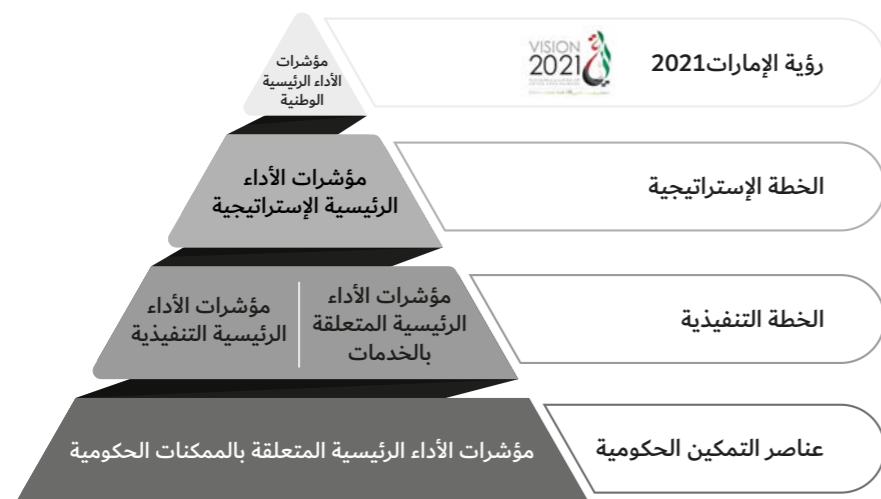 رؤية الإمارات2021
VISION
2021
مؤشرات
الأداء الرئيسية
الوطنية
الخطة الإستراتيجية
مؤشرات الأداء
الرئيسية الإستراتيجية
الخطة التنفيذية
مؤشرات الأداء
الرئيسية المتعلقة
بالخدمات
مؤشرات الأداء
الرئيسية التنفيذية
عناصر التمكين الحكومية
مؤشرات الأداء الرئيسية المتعلقة بالممكنات الحكومية